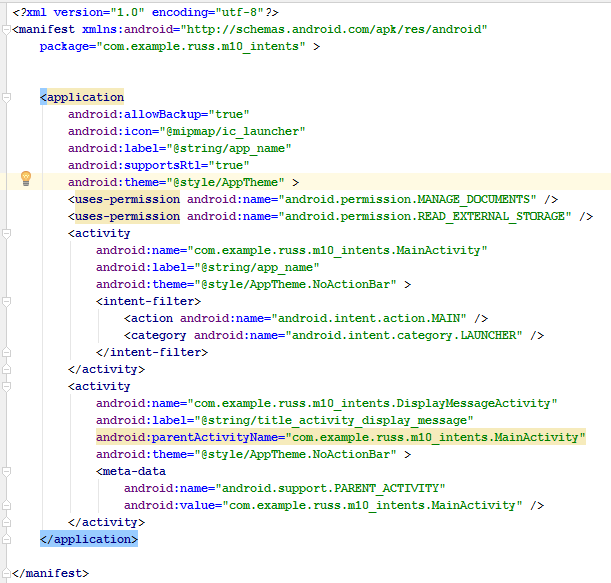 <?xml version="1.0" encoding="utf-8"?>
<manifest xmlns:android="http://schemas.android.com/apk/res/android"
package="com.example.russ.m10_intents" >
<application
android:allowBackup="true"
android:icon="@mipmap/ic_launcher"
android:label="@string/app_name"
android:supportsRtl="true"
android:theme="@style/AppTheme" >
<uses-permission android:name="android.permission.MANAGE_DOCUMENTS" />
<uses-permission android:name="android.permission.READ_EXTERNAL_STORAGE" />
<activity
android:name="com.example.russ.m10_intents.MainActivity"
android:label="@string/app_name"
android:theme="@style/AppTheme.NoActionBar" >
<intent-filter>
<action android:name="android.intent.action.MAIN" />
<category android:name="android.intent.category.LAUNCHER" />
</intent-filter>
</activity>
<activity
android:name="com.example.russ.m10_intents.DisplayMessageActivity"
android:label="@string/title_activity_display_message"
android:parentActivityName="com.example.russ.m10_intents.MainActivity"
android:theme="@style/AppTheme.NoActionBar" >
<meta-data
android:name="android.support.PARENT_ACTIVITY"
android:value="com.example.russ.m10_intents.MainActivity" />
</activity>
</application>
</manifest>